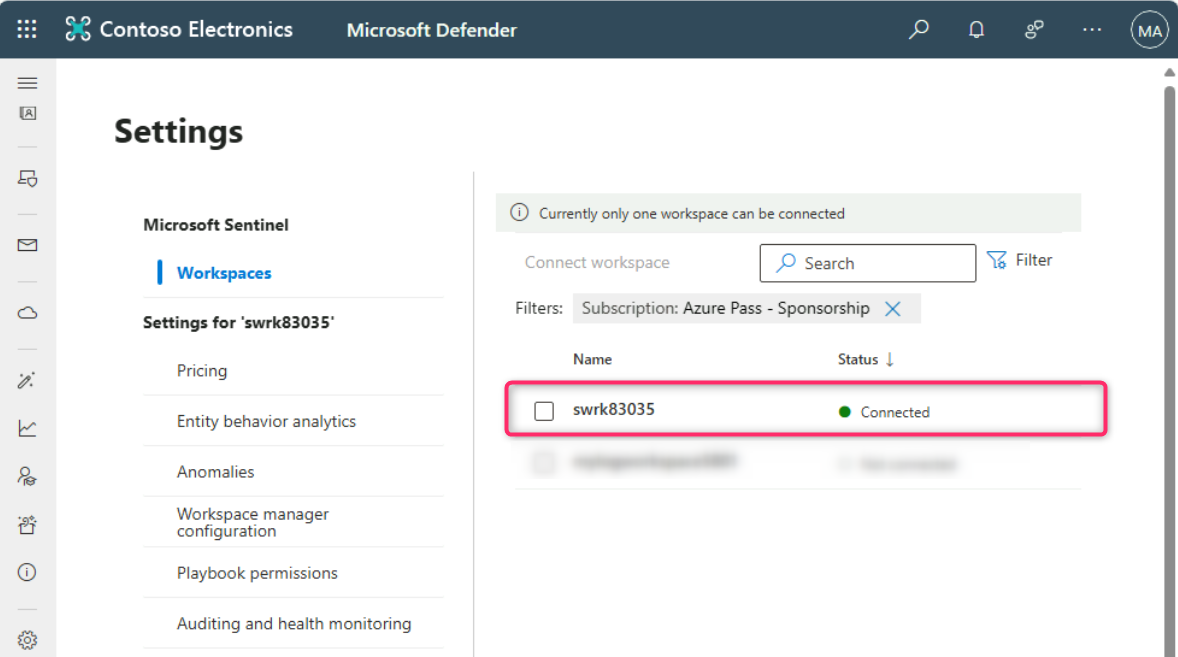 Contoso Electronics Microsoft Defender
MA
Settings
Microsoft Sentinel
Workspaces
Settings for 'swrk83035'
Pricing
Entity behavior analytics
Anomalies
Workspace manager
configuration
Playbook permissions
Auditing and health monitoring
Currently only one workspace can be connected
Connect workspace Search Filter
Filters: Subscription: Azure Pass - Sponsorship
Name Status ↓
swrk83035 Connected